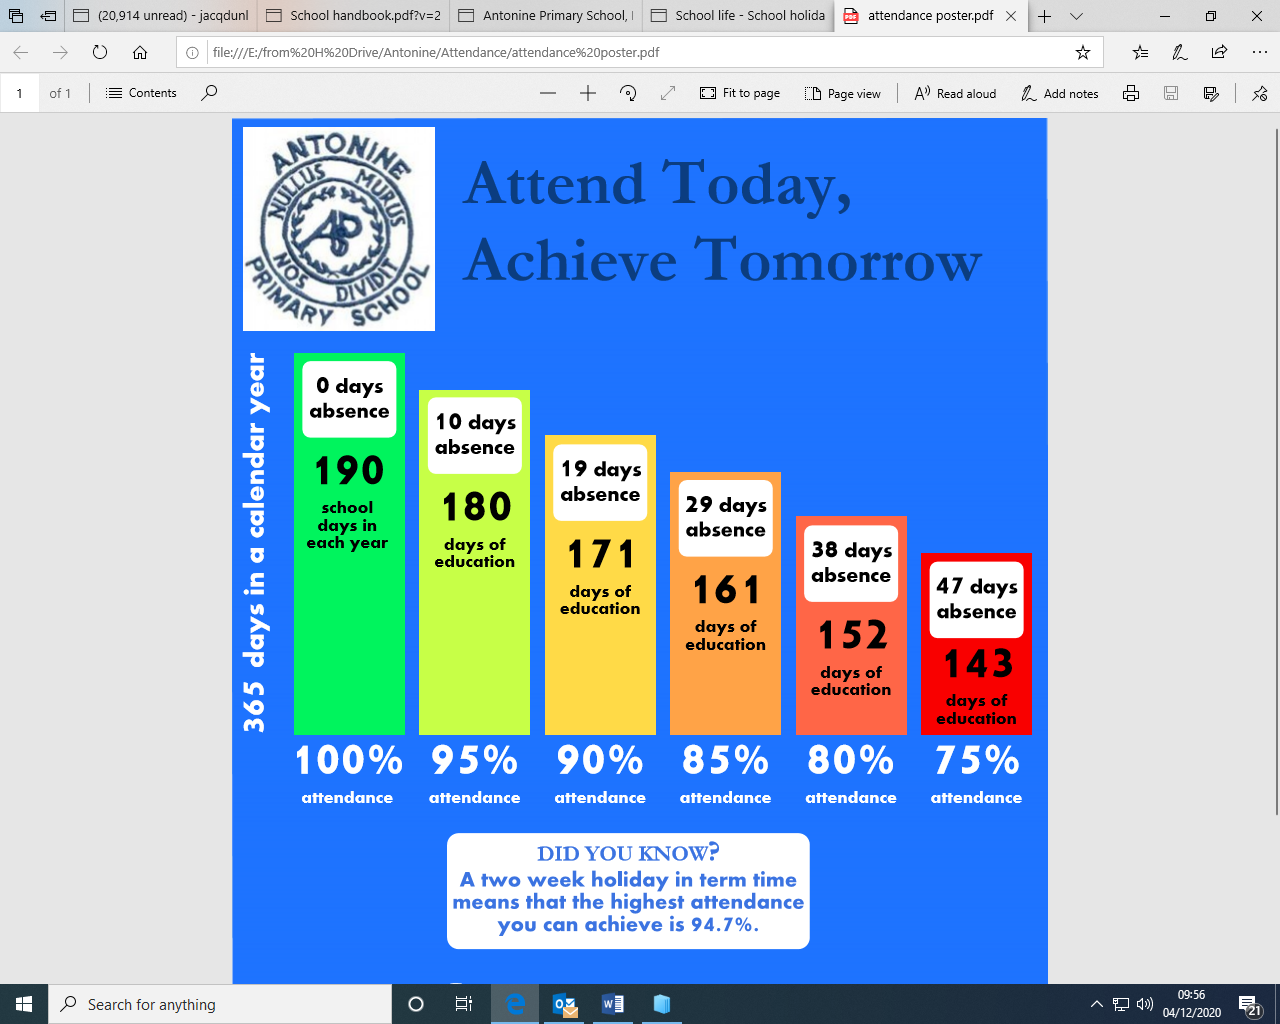 (20,914 unread) - jacqdunl
School handbook.pdf?v=2
Antonine Primary School,
School life - School holida
attendance poster.pdf
file:///E:/from%20H%20Drive/Antonine/Attendance/attendance%20poster.pdf
1 of 1
Contents
Fit to page
Page view
Read aloud
Add notes
ANTONINE
PRIMARY SCHOOL
NULLUS MURUS
NOS DIVIDIT
APS
Attend Today,
Achieve Tomorrow
365 days in a calendar year
0 days
absence
190
school
days in
each year
100%
attendance
10 days
absence
180
days of
education
95%
attendance
19 days
absence
171
days of
education
90%
attendance
29 days
absence
161
days of
education
85%
attendance
38 days
absence
152
days of
education
80%
attendance
47 days
absence
143
days of
education
75%
attendance
DID YOU KNOW?
A two week holiday in term time
means that the highest attendance
you can achieve is 94.7%.
Search for anything
09:56
04/12/2020
21